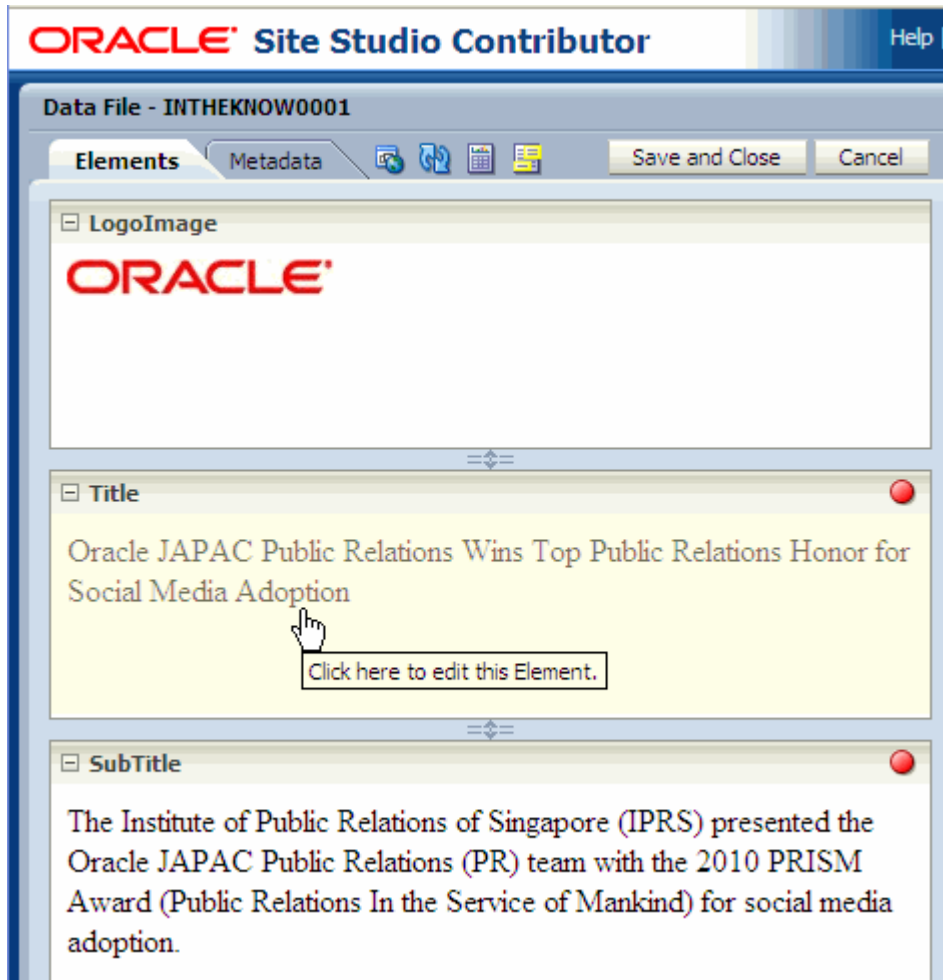 ORACLE Site Studio Contributor Help
Data File - INTHEKNOW0001
Elements Metadata Save and Close Cancel
LogoImage
ORACLE
Title
Oracle JAPAC Public Relations Wins Top Public Relations Honor for
Social Media Adoption
Click here to edit this Element.
SubTitle
The Institute of Public Relations of Singapore (IPRS) presented the
Oracle JAPAC Public Relations (PR) team with the 2010 PRISM
Award (Public Relations In the Service of Mankind) for social media
adoption.